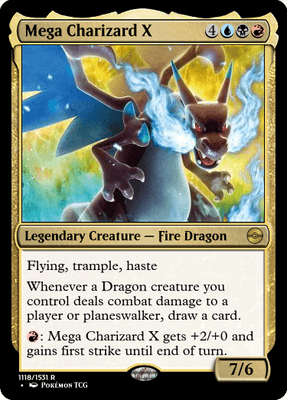 Mega Charizard X 4
Legendary Creature — Fire Dragon
Flying, trample, haste
Whenever a Dragon creature you
control deals combat damage to a
player or planeswalker, draw a card.
: Mega Charizard X gets +2/+0 and
gains first strike until end of turn.
7/6
1118/1531 R
• Pokémon TCG